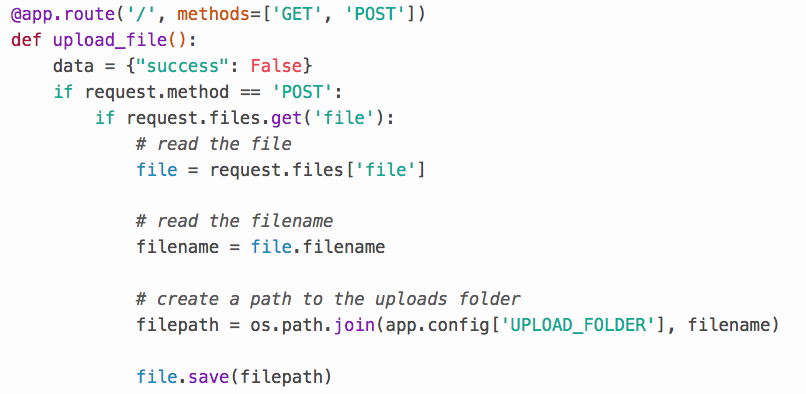 @app.route('/', methods=['GET', 'POST'])
def upload_file():
    data = {"success": False}
    if request.method == 'POST':
        if request.files.get('file'):
            # read the file
            file = request.files['file']

            # read the filename
            filename = file.filename

            # create a path to the uploads folder
            filepath = os.path.join(app.config['UPLOAD_FOLDER'], filename)

            file.save(filepath)